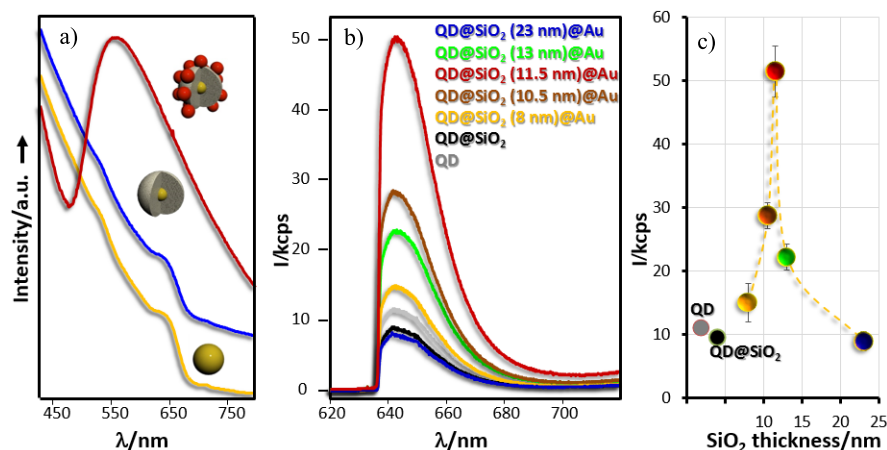 a)
Intensity/a.u.
450 550 650 750
λ/nm
b)
QD@SiO₂ (23 nm)@Au
QD@SiO₂ (13 nm)@Au
QD@SiO₂ (11.5 nm)@Au
QD@SiO₂ (10.5 nm)@Au
QD@SiO₂ (8 nm)@Au
QD@SiO₂
QD
I/kcps
50
40
30
20
10
0
620 640 660 680 700
λ/nm
c)
I/kcps
60
50
40
30
20
10
0
QD
QD@SiO₂
5 10 15 20 25
SiO₂ thickness/nm